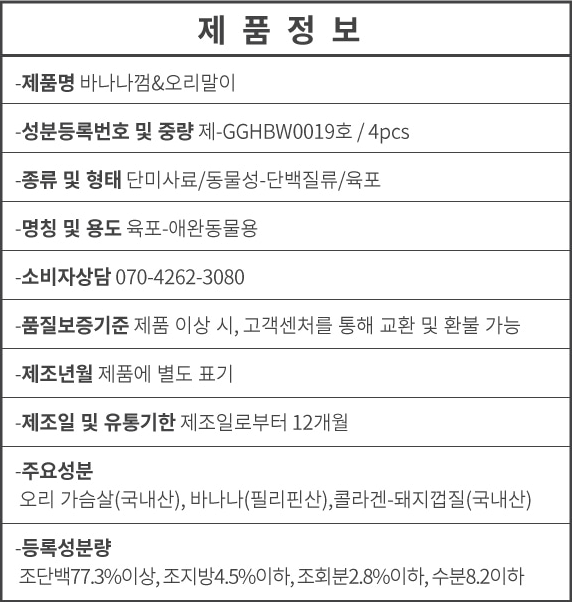 제 품 정 보
-제품명 바나나껌&오리말이
-성분등록번호 및 중량 제-GGHBW0019호 / 4pcs
-종류 및 형태 단미사료/동물성-단백질류/육포
-명칭 및 용도 육포-애완동물용
-소비자상담 070-4262-3080
-품질보증기준 제품 이상 시, 고객센처를 통해 교환 및 환불 가능
-제조년월 제품에 별도 표기
-제조일 및 유통기한 제조일로부터 12개월
-주요성분
오리 가슴살(국내산), 바나나(필리핀산),콜라겐-돼지껍질(국내산)
-등록성분량
조단백77.3%이상, 조지방4.5%이하, 조회분2.8%이하, 수분8.2이하